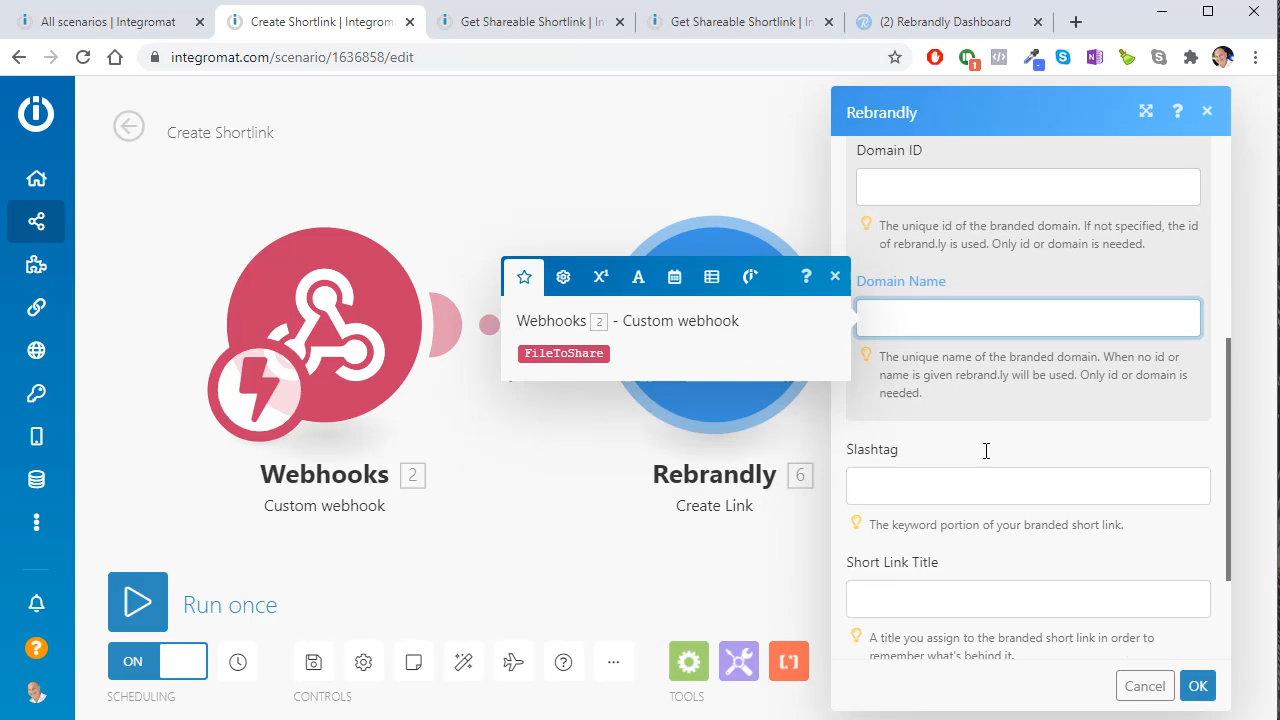 All scenarios | Integromat
Create Shortlink | Integrom
Get Shareable Shortlink | In
Get Shareable Shortlink | In
(2) Rebrandly Dashboard
integromat.com/scenario/1636858/edit
1
Create Shortlink
Rebrandly
Domain ID
The unique id of the branded domain. If not specified, the id
of rebrand.ly is used. Only id or domain is needed.
Domain Name
Webhooks 2 - Custom webhook
FileToShare
The unique name of the branded domain. When no id or
name is given rebrand.ly will be used. Only id or domain is
needed.
Slashtag
The keyword portion of your branded short link.
Short Link Title
A title you assign to the branded short link in order to
remember what's behind it.
Webhooks 2
Custom webhook
Rebrandly 6
Create Link
Run once
ON
SCHEDULING
CONTROLS
TOOLS
Cancel
OK